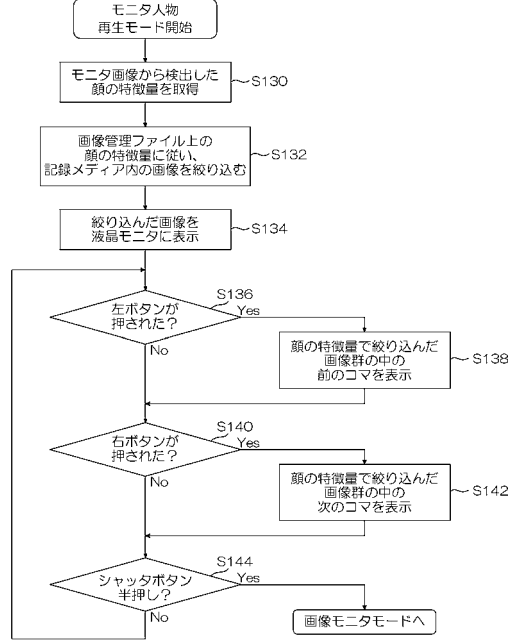 モニタ人物
再生モード開始
モニタ画像から検出した
顔の特徴量を取得
S130
画像管理ファイル上の
顔の特徴量に従い、
記録メディア内の画像を絞り込む
S132
絞り込んだ画像を
液晶モニタに表示
S134
S136
左ボタンが
押された?
Yes
No
顔の特徴量で絞り込んだ
画像群の中の
前のコマを表示
S138
S140
右ボタンが
押された?
Yes
No
顔の特徴量で絞り込んだ
画像群の中の
次のコマを表示
S142
S144
シャッタボタン
半押し?
Yes
No
画像モニタモードへ